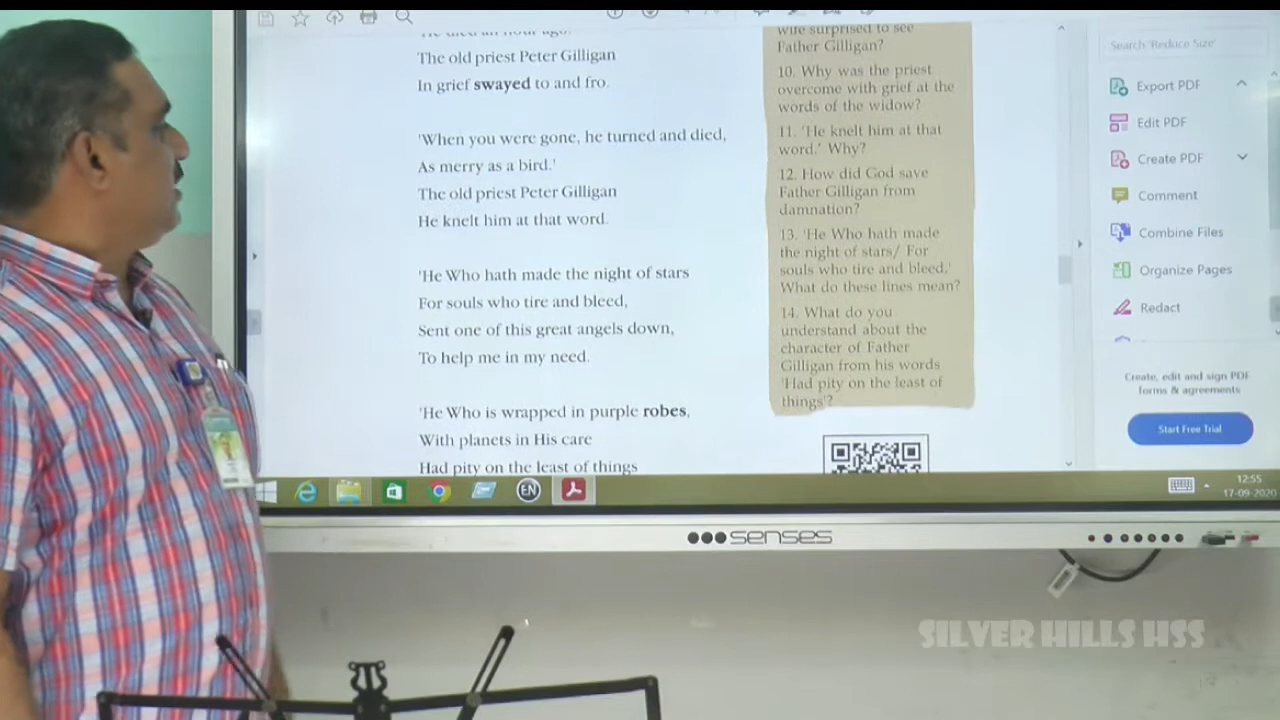 'He died an hour ago.'
The old priest Peter Gilligan
In grief swayed to and fro.
'When you were gone, he turned and died,
As merry as a bird.'
The old priest Peter Gilligan
He knelt him at that word.
'He Who hath made the night of stars
For souls who tire and bleed,
Sent one of this great angels down,
To help me in my need.
'He Who is wrapped in purple robes,
With planets in His care
Had pity on the least of things
wife surprised to see
Father Gilligan?
10. Why was the priest
overcome with grief at the
words of the widow?
11. 'He knelt him at that
word.' Why?
12. How did God save
Father Gilligan from
damnation?
13. 'He Who hath made
the night of stars/ For
souls who tire and bleed,'
What do these lines mean?
14. What do you
understand about the
character of Father
Gilligan from his words
'Had pity on the least of
things'?
Search 'Reduce Size'
Export PDF
Edit PDF
Create PDF
Comment
Combine Files
Organize Pages
Redact
Create, edit and sign PDF
forms & agreements
Start Free Trial
EN
12:55
17-09-2020
senses
SILVER HILLS HSS